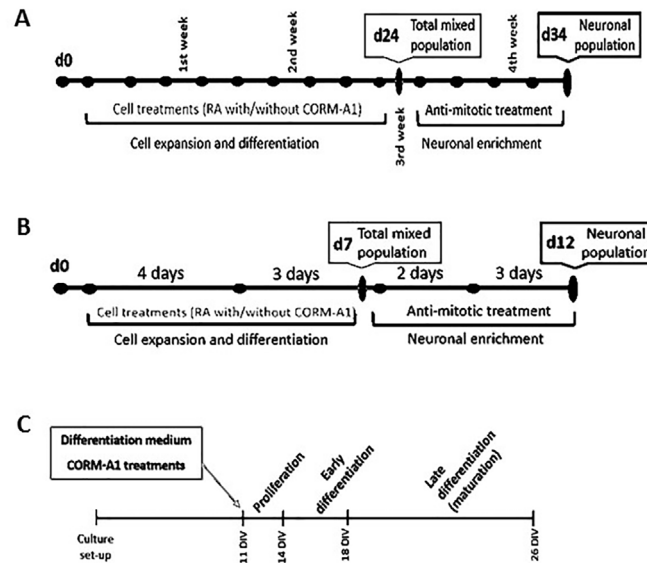 A
d0
1st week
2nd week
d24 Total mixed
population
3rd week
4th week
d34 Neuronal
population
Cell treatments (RA with/without CORM-A1)
Cell expansion and differentiation
Anti-mitotic treatment
Neuronal enrichment
B
d0
4 days
3 days
d7 Total mixed
population
2 days
3 days
d12 Neuronal
population
Cell treatments (RA with/without CORM-A1)
Cell expansion and differentiation
Anti-mitotic treatment
Neuronal enrichment
C
Differentiation medium
CORM-A1 treatments
Proliferation
Early
differentiation
Late
differentiation
(maturation)
Culture
set-up
11 DIV
14 DIV
18 DIV
26 DIV